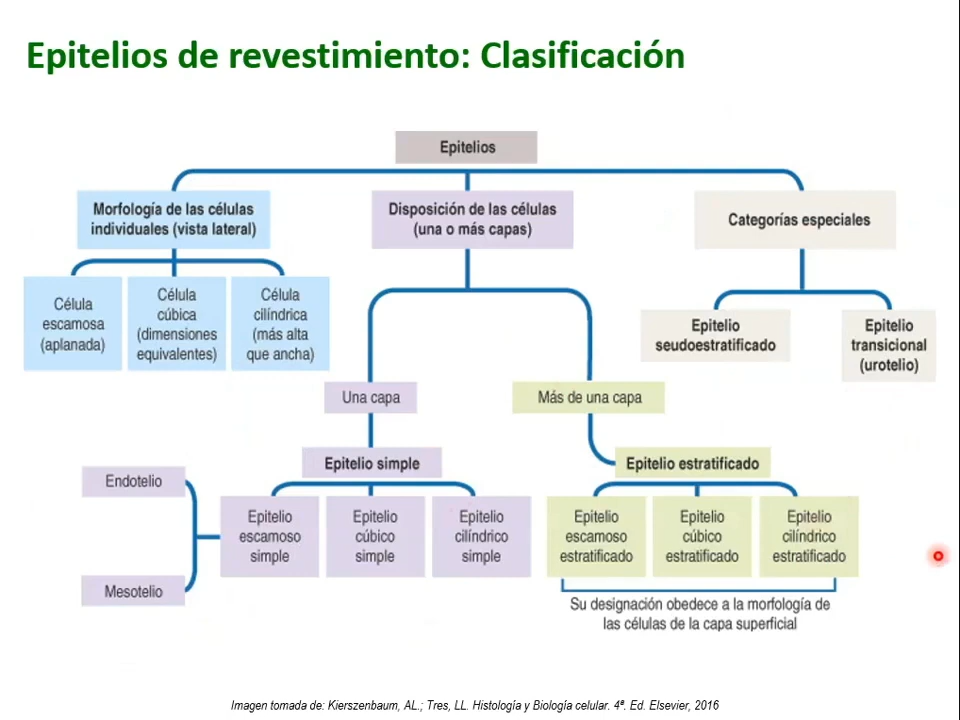 Epitelios de revestimiento: Clasificación
Epitelios
Morfología de las células
individuales (vista lateral)
Disposición de las células
(una o más capas)
Categorías especiales
Célula
escamosa
(aplanada)
Célula
cúbica
(dimensiones
equivalentes)
Célula
cilíndrica
(más alta
que ancha)
Epitelio
seudoestratificado
Epitelio
transicional
(urotelio)
Una capa
Más de una capa
Epitelio simple
Epitelio estratificado
Endotelio
Mesotelio
Epitelio
escamoso
simple
Epitelio
cúbico
simple
Epitelio
cilíndrico
simple
Epitelio
escamoso
estratificado
Epitelio
cúbico
estratificado
Epitelio
cilíndrico
estratificado
Su designación obedece a la morfología de
las células de la capa superficial
Imagen tomada de: Kierszenbaum, AL.; Tres, LL. Histología y Biología celular. 4ª. Ed. Elsevier, 2016